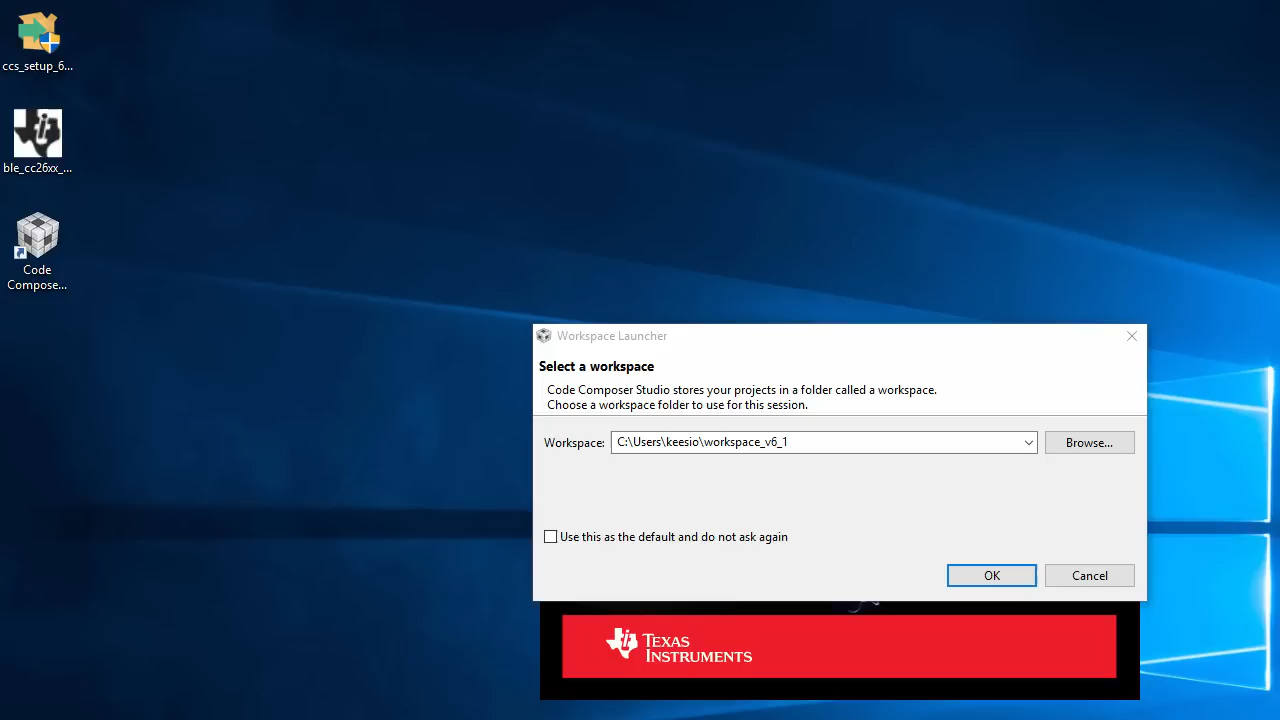 ccs_setup_6...
ble_cc26xx_...
Code
Compose...
Workspace Launcher
Select a workspace
Code Composer Studio stores your projects in a folder called a workspace.
Choose a workspace folder to use for this session.
Workspace: C:\Users\keesio\workspace_v6_1 Browse...
Use this as the default and do not ask again
OK Cancel
TEXAS
INSTRUMENTS